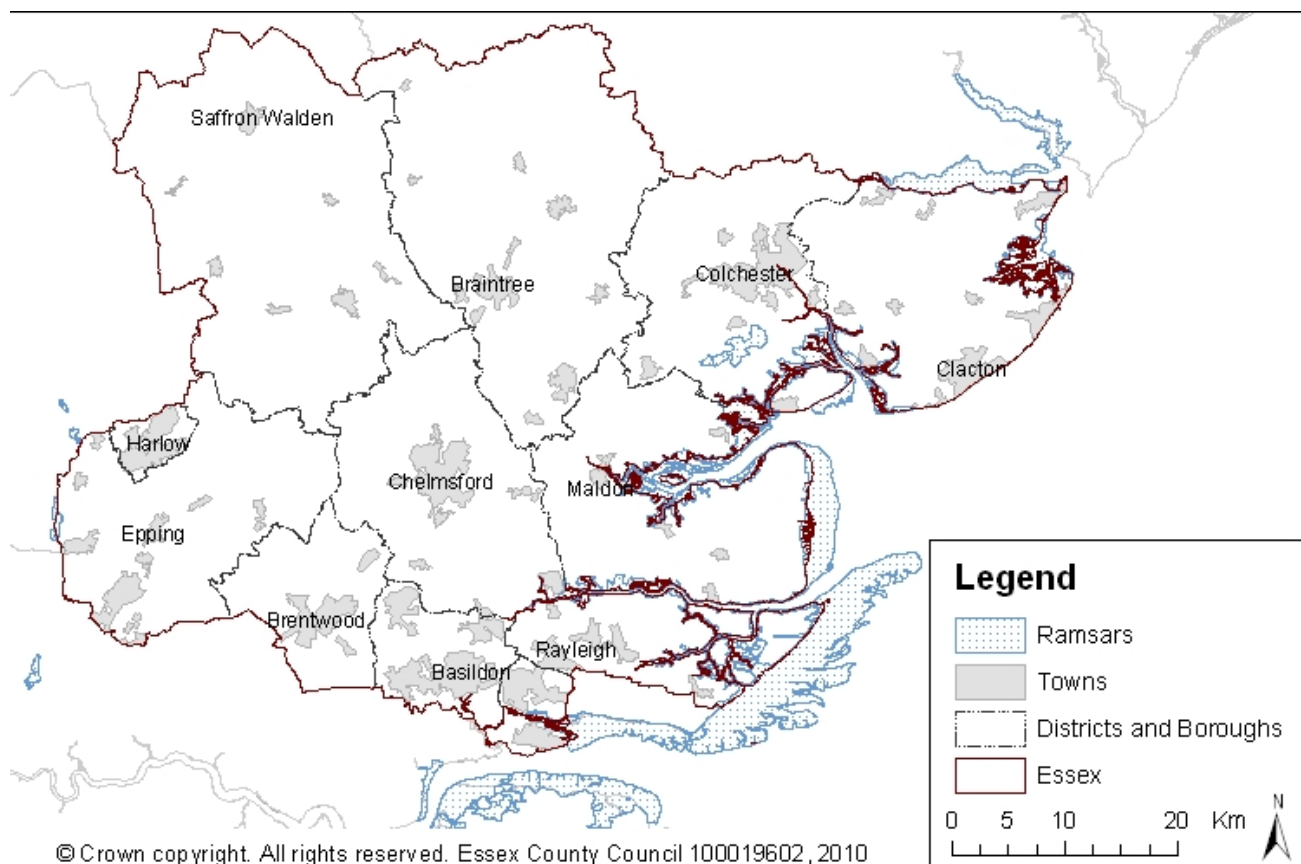 Saffron Walden
Braintree
Colchester
Clacton
Harlow
Chelmsford
Maldon
Epping
Brentwood
Rayleigh
Basildon
Legend
Ramsars
Towns
Districts and Boroughs
Essex
N
0 5 10 20 Km
© Crown copyright. All rights reserved. Essex County Council 100019602, 2010